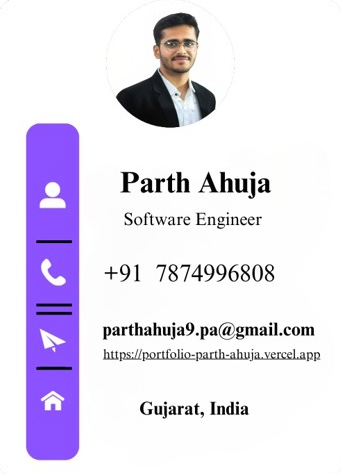 Parth Ahuja
Software Engineer
+91 7874996808
parthahuja9.pa@gmail.com
https://portfolio-parth-ahuja.vercel.app
Gujarat, India